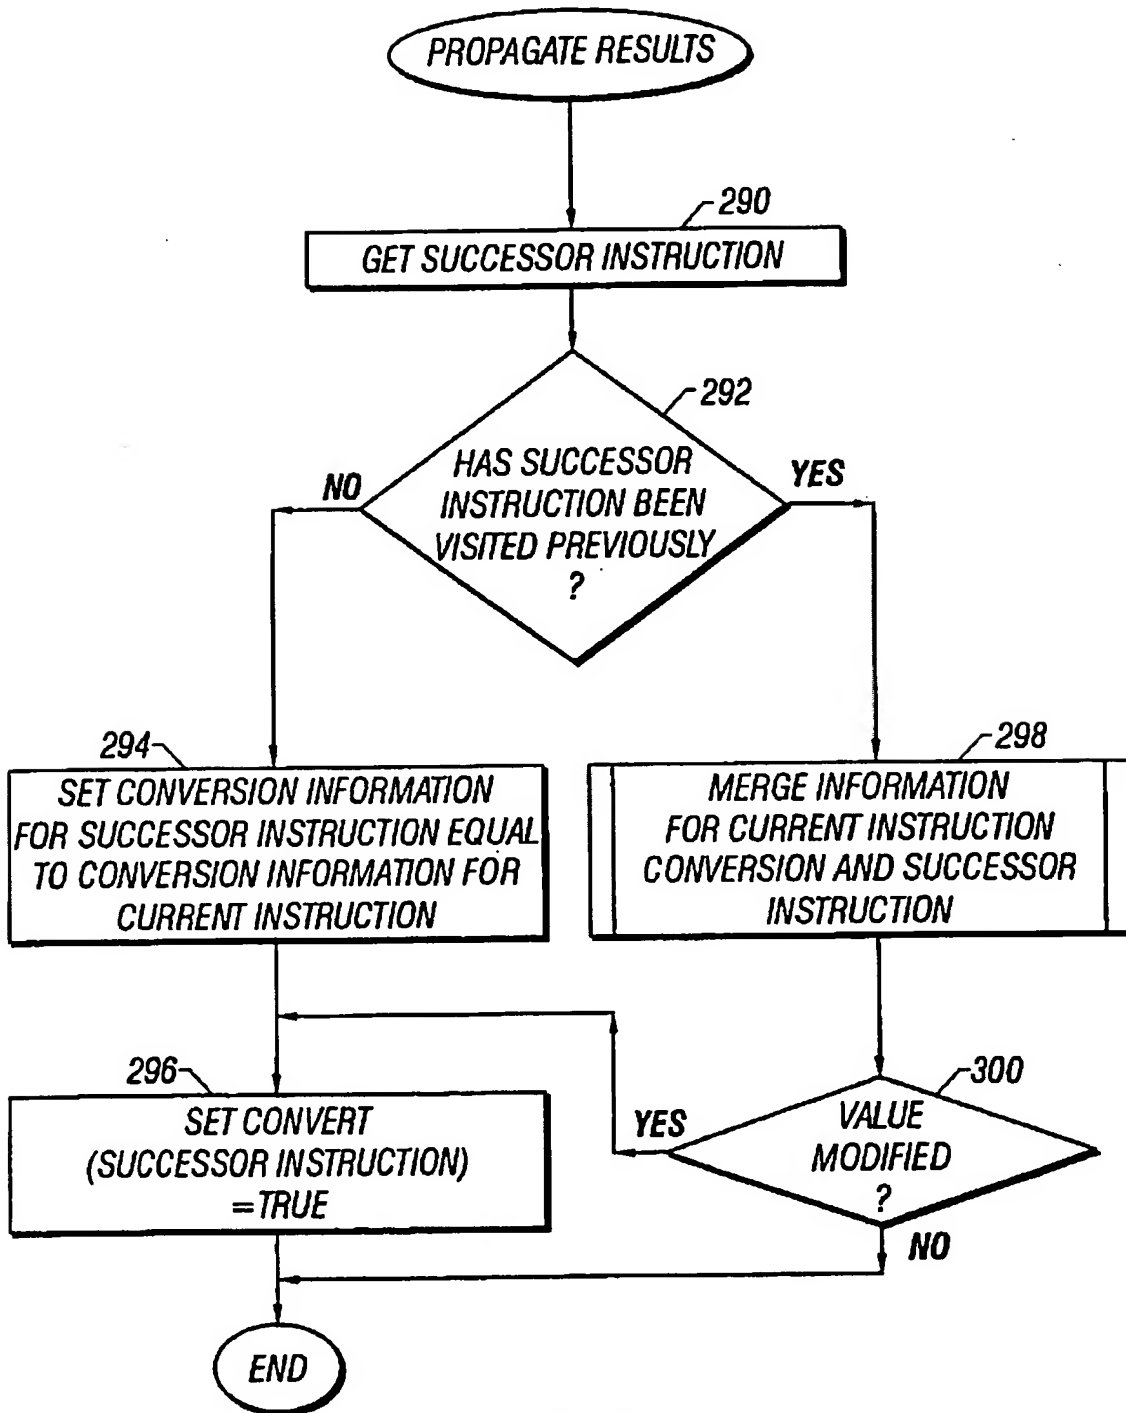 PROPAGATE RESULTS
290
GET SUCCESSOR INSTRUCTION
292
HAS SUCCESSOR
INSTRUCTION BEEN
VISITED PREVIOUSLY
?
NO
YES
294
SET CONVERSION INFORMATION
FOR SUCCESSOR INSTRUCTION EQUAL
TO CONVERSION INFORMATION FOR
CURRENT INSTRUCTION
298
MERGE INFORMATION
FOR CURRENT INSTRUCTION
CONVERSION AND SUCCESSOR
INSTRUCTION
296
SET CONVERT
(SUCCESSOR INSTRUCTION)
=TRUE
300
VALUE
MODIFIED
?
YES
NO
END